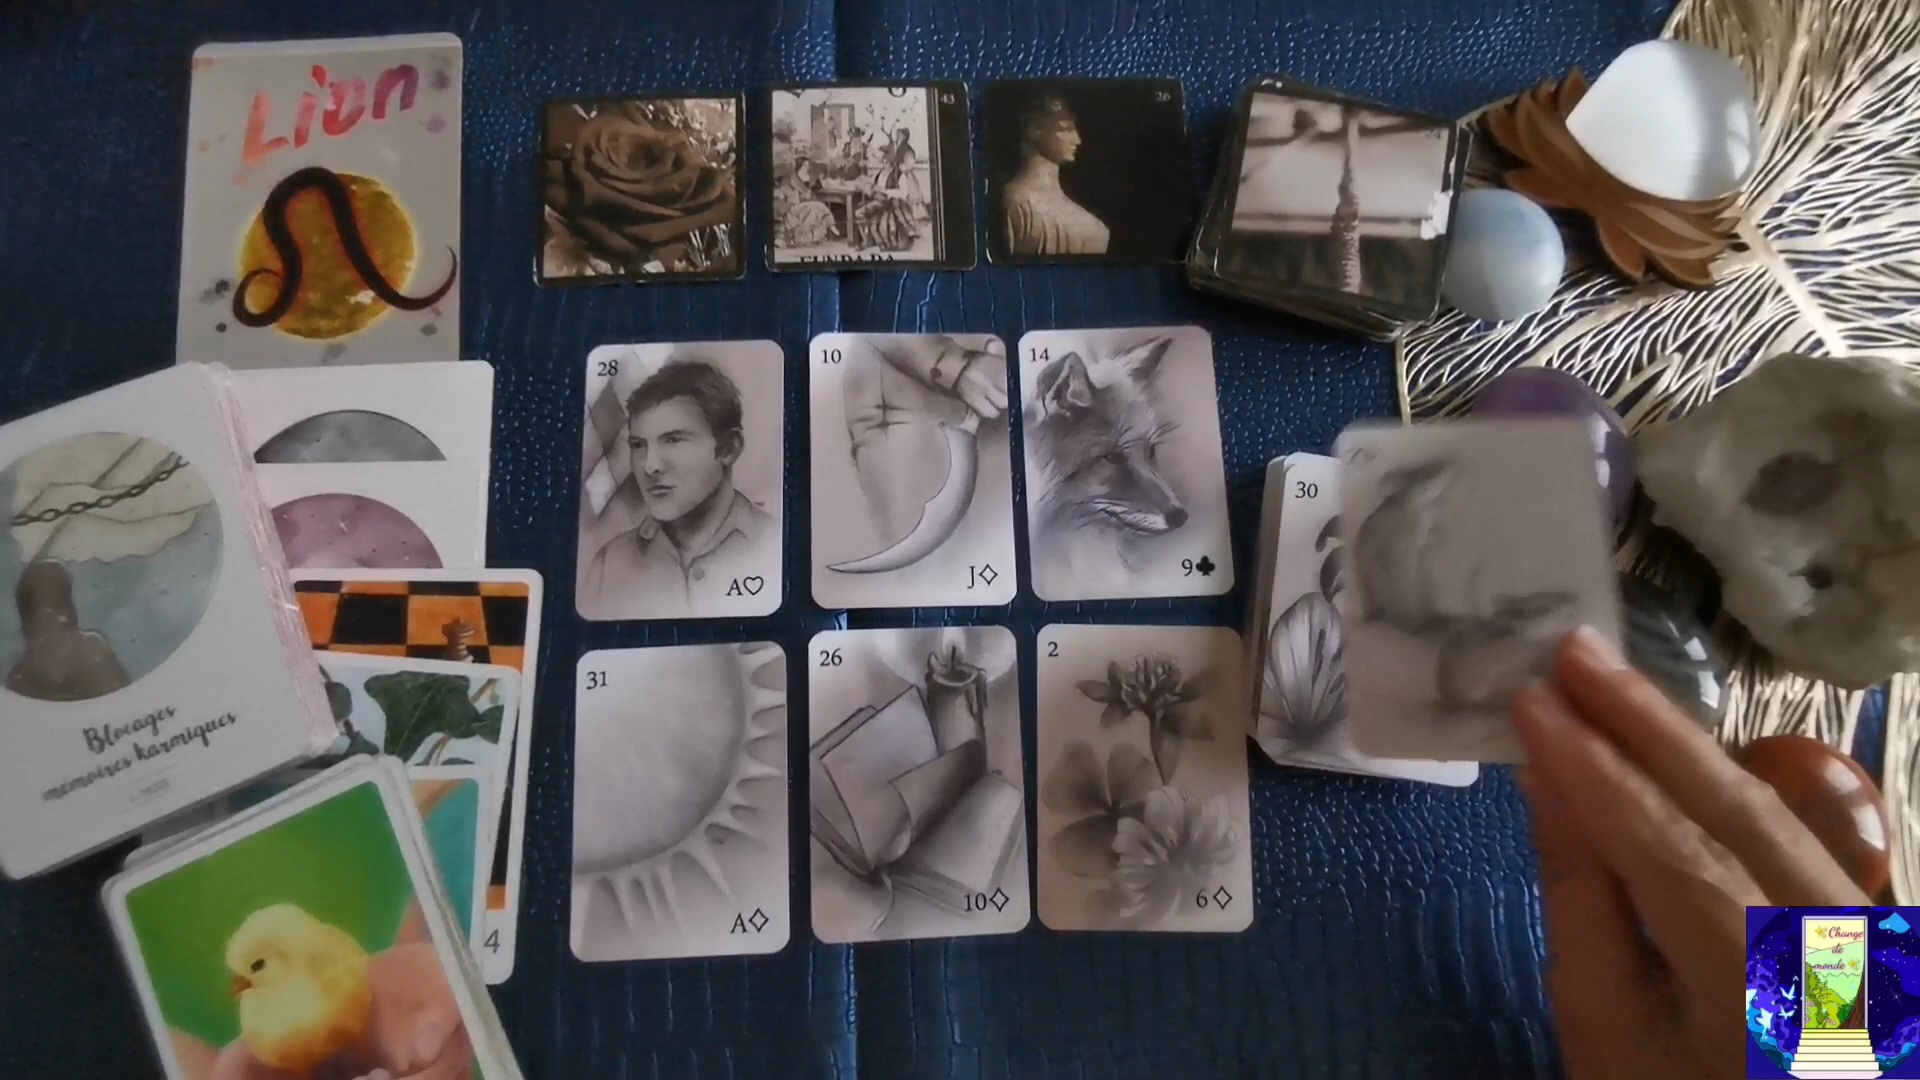 Lion
43
26
28
A♡
10
J♢
14
9♣
30
31
A♢
26
10♢
2
6♢
Blocages
mémoires karmiques
4
Change
de
monde